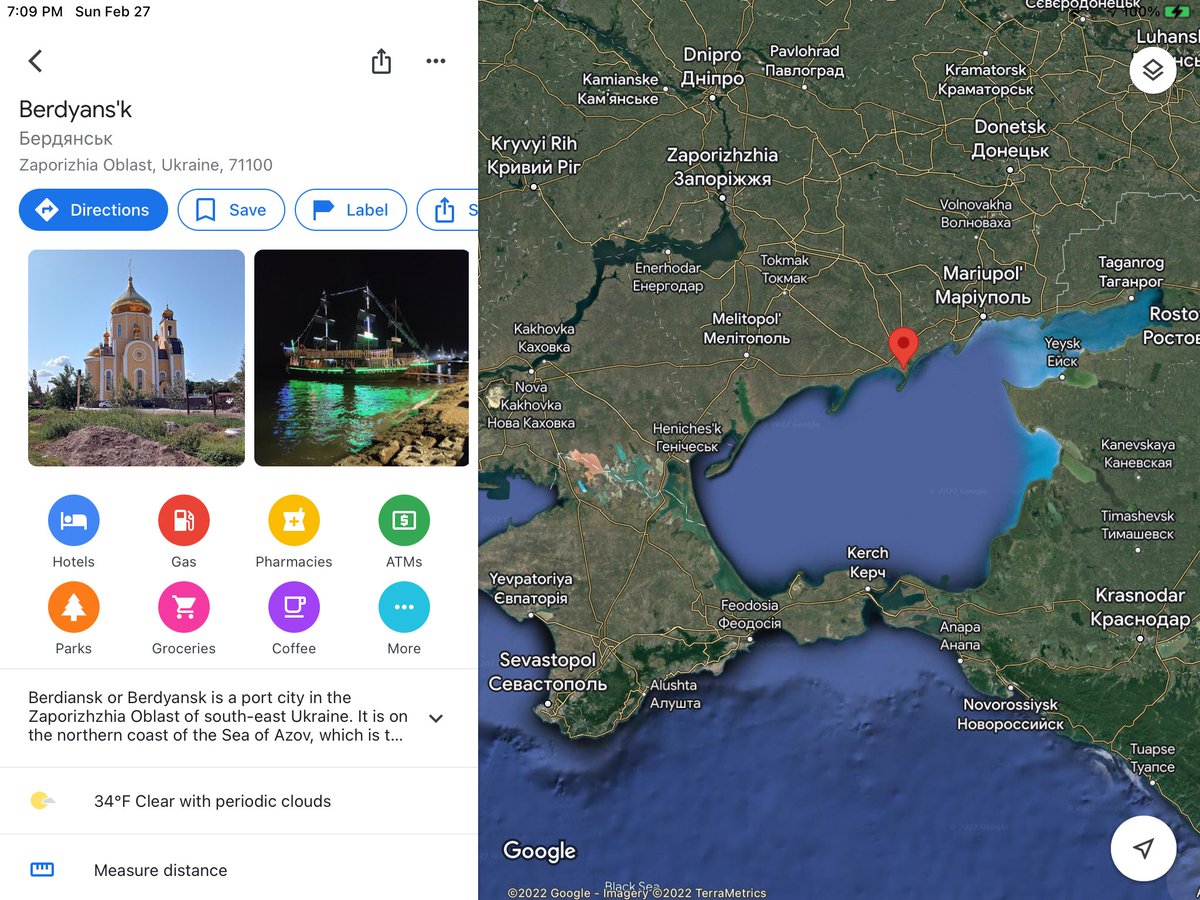 7:09 PM Sun Feb 27
100%
Berdyans'k
Бердянськ
Zaporizhia Oblast, Ukraine, 71100
Directions
Save
Label
S
Hotels
Gas
Pharmacies
ATMs
Parks
Groceries
Coffee
More
Berdiansk or Berdyansk is a port city in the
Zaporizhzhia Oblast of south-east Ukraine. It is on
the northern coast of the Sea of Azov, which is t...
34°F Clear with periodic clouds
Measure distance
Luhans
Dnipro
Дніпро
Pavlohrad
Павлоград
Kamianske
Кам'янське
Kramatorsk
Краматорськ
Kryvyi Rih
Кривий Ріг
Donetsk
Донецьк
Zaporizhzhia
Запоріжжя
Volnovakha
Волноваха
Enerhodar
Енергодар
Tokmak
Токмак
Mariupol'
Маріуполь
Taganrog
Таганрог
Rosto
Росто
Kakhovka
Каховка
Melitopol'
Мелітополь
Yeysk
Ейск
Nova
Kakhovka
Нова Каховка
Heniches'k
Генічеськ
Kanevskaya
Каневская
Timashevsk
Тимашевск
Kerch
Керч
Yevpatoriya
Євпаторія
Feodosia
Феодосія
Krasnodar
Краснодар
Anapa
Анапа
Sevastopol
Севастополь
Alushta
Алушта
Novorossiysk
Новороссийск
Tuapse
Туапсе
Google
Black Sea
©2022 Google - Imagery ©2022 TerraMetrics